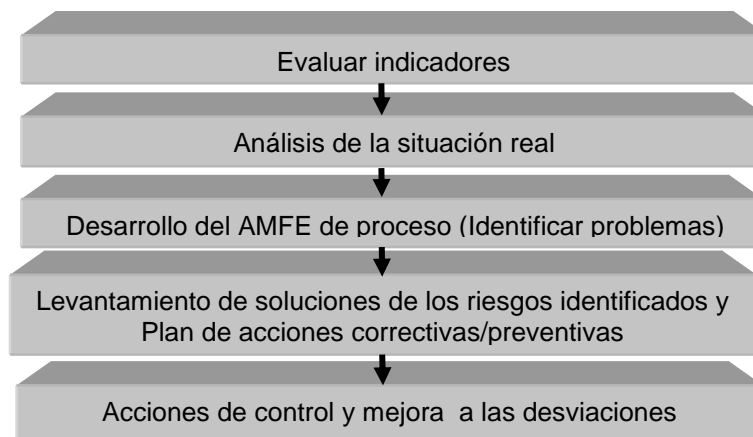 Evaluar indicadores
Análisis de la situación real
Desarrollo del AMFE de proceso (Identificar problemas)
Levantamiento de soluciones de los riesgos identificados y
Plan de acciones correctivas/preventivas
Acciones de control y mejora a las desviaciones